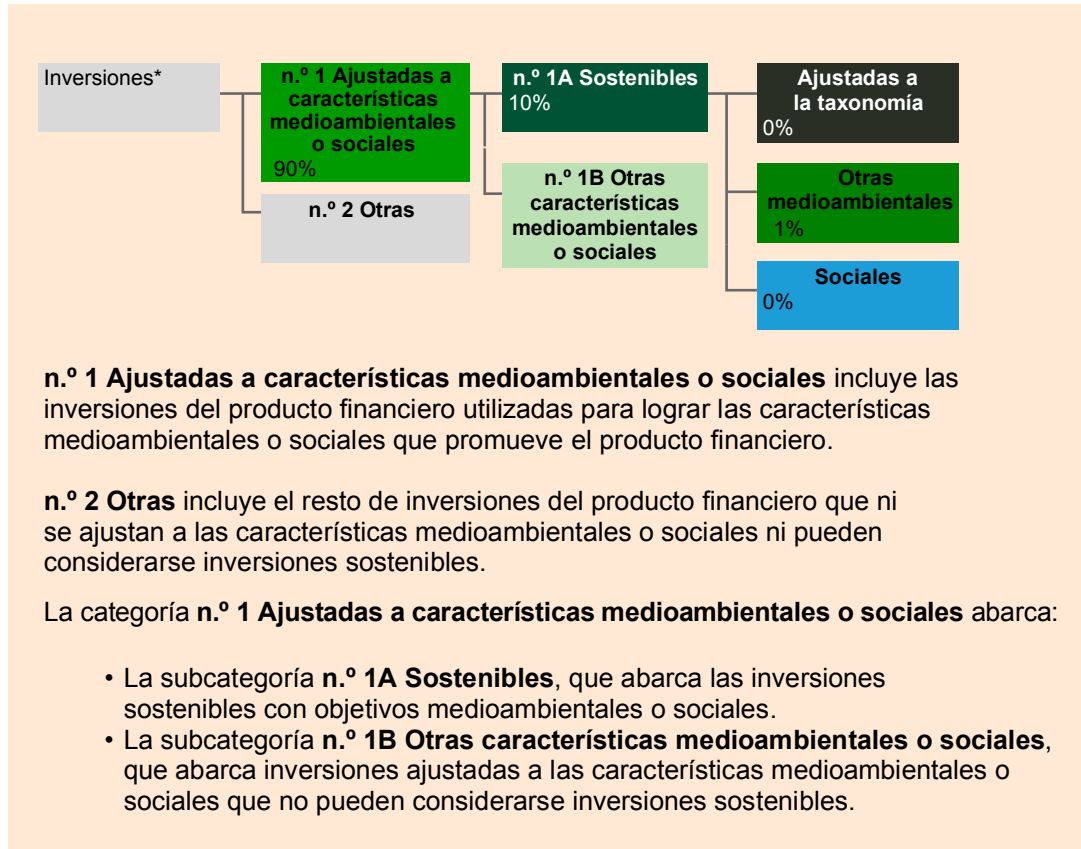 Inversiones*
n.º 1 Ajustadas a
características
medioambientales
o sociales
90%
n.º 2 Otras
n.º 1A Sostenibles
10%
n.º 1B Otras
características
medioambientales
o sociales
Ajustadas a
la taxonomía
0%
Otras
medioambientales
1%
Sociales
0%
n.º 1 Ajustadas a características medioambientales o sociales incluye las
inversiones del producto financiero utilizadas para lograr las características
medioambientales o sociales que promueve el producto financiero.
n.º 2 Otras incluye el resto de inversiones del producto financiero que ni
se ajustan a las características medioambientales o sociales ni pueden
considerarse inversiones sostenibles.
La categoría n.º 1 Ajustadas a características medioambientales o sociales abarca:
• La subcategoría n.º 1A Sostenibles, que abarca las inversiones
sostenibles con objetivos medioambientales o sociales.
• La subcategoría n.º 1B Otras características medioambientales o sociales,
que abarca inversiones ajustadas a las características medioambientales o
sociales que no pueden considerarse inversiones sostenibles.